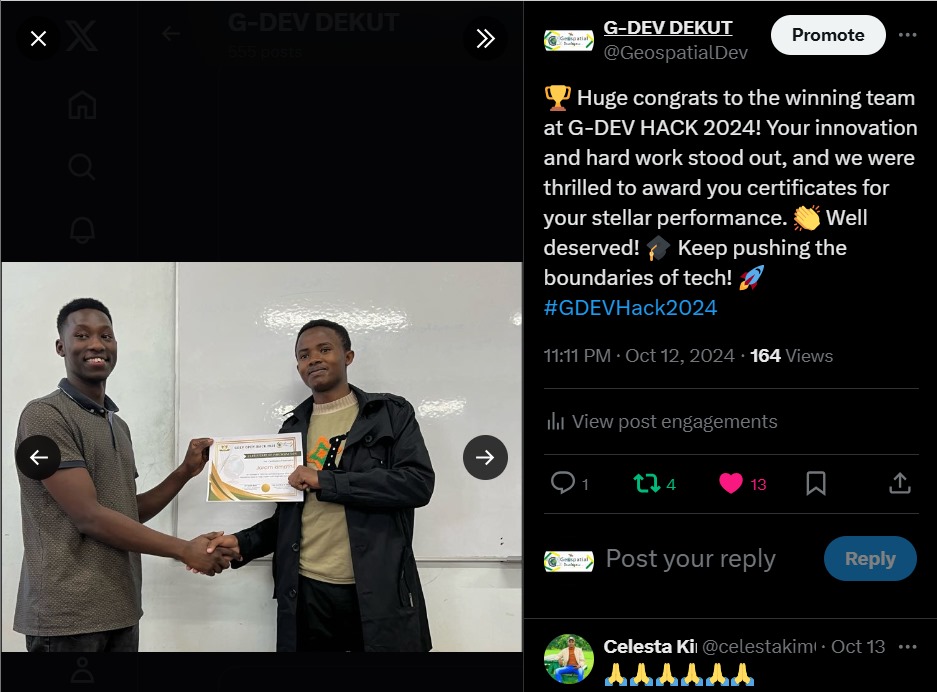 G-DEV DEKUT
555 posts
G-DEV DEKUT
@GeospatialDev
Promote
🏆 Huge congrats to the winning team
at G-DEV HACK 2024! Your innovation
and hard work stood out, and we were
thrilled to award you certificates for
your stellar performance. 👏 Well
deserved! 🎓 Keep pushing the
boundaries of tech! 🚀
#GDEVHack2024
11:11 PM · Oct 12, 2024 · 164 Views
View post engagements
1
4
13
Post your reply
Reply
Celesta Ki
@celestakim
· Oct 13
🙏🙏🙏🙏🙏🙏